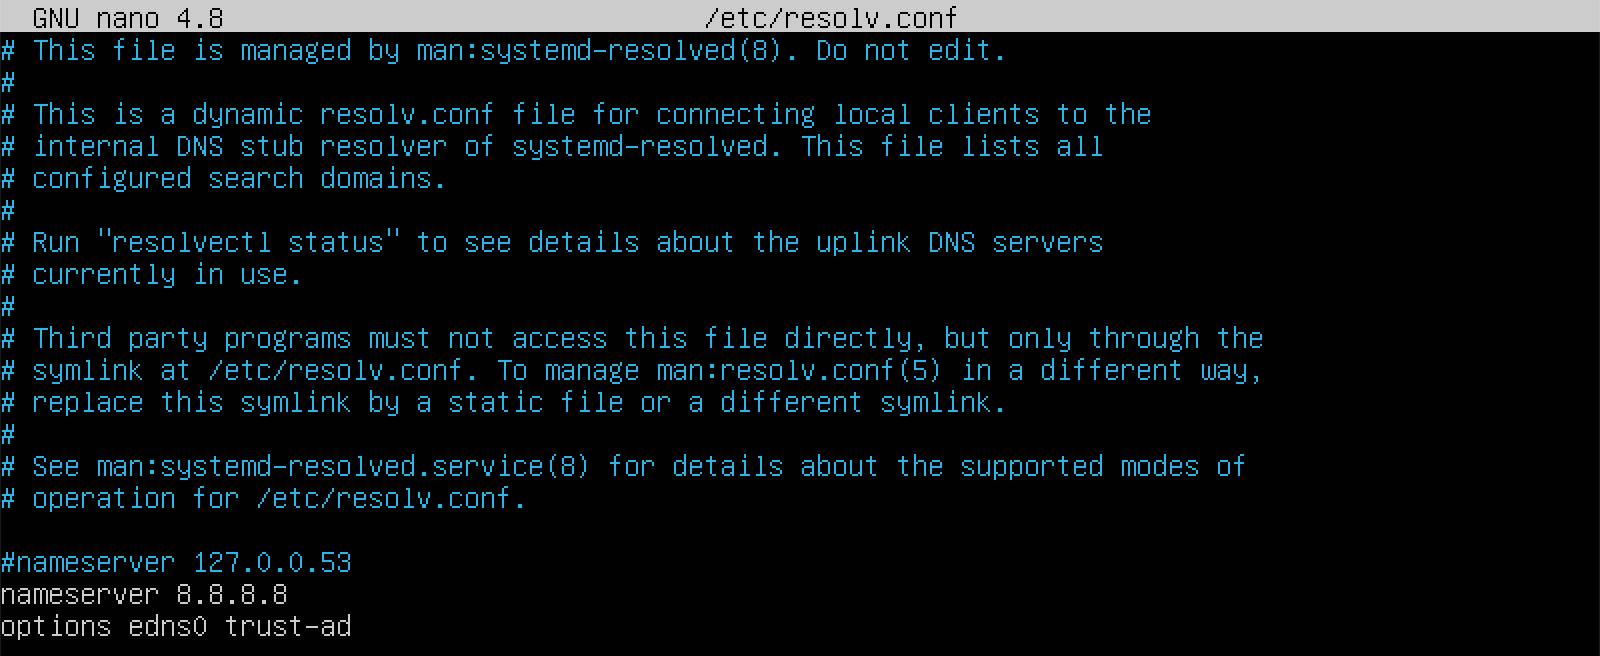 GNU nano 4.8 /etc/resolv.conf
# This file is managed by man:systemd-resolved(8). Do not edit.
#
# This is a dynamic resolv.conf file for connecting local clients to the
# internal DNS stub resolver of systemd-resolved. This file lists all
# configured search domains.
#
# Run "resolvectl status" to see details about the uplink DNS servers
# currently in use.
#
# Third party programs must not access this file directly, but only through the
# symlink at /etc/resolv.conf. To manage man:resolv.conf(5) in a different way,
# replace this symlink by a static file or a different symlink.
#
# See man:systemd-resolved.service(8) for details about the supported modes of
# operation for /etc/resolv.conf.

#nameserver 127.0.0.53
nameserver 8.8.8.8
options edns0 trust-ad